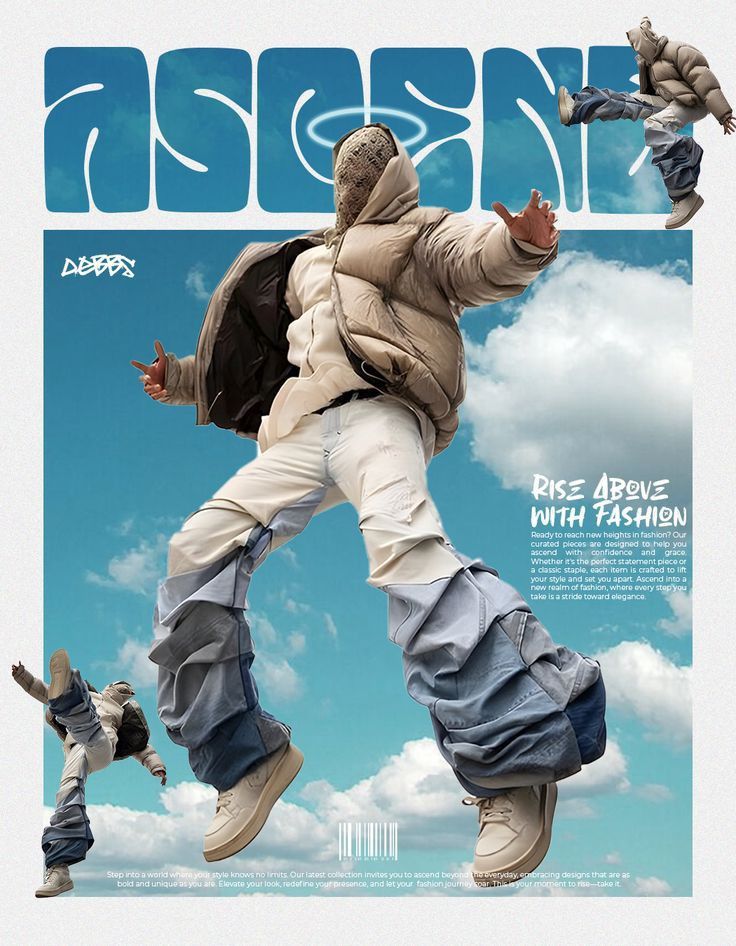 ASCEND
DEBBS
RISE ABOVE
WITH FASHION
Ready to reach new heights in fashion? Our
curated pieces are designed to help you
ascend with confidence and grace.
Whether it's the perfect statement piece or
a classic staple, each item is crafted to lift
your style and set you apart. Ascend into a
new realm of fashion, where every step you
take is a stride toward elegance.
Step into a world where your style knows no limits. Our latest collection invites you to ascend beyond the everyday, embracing designs that are as
bold and unique as you are. Elevate your look, redefine your presence, and let your fashion journey soar. This is your moment to rise—take it.